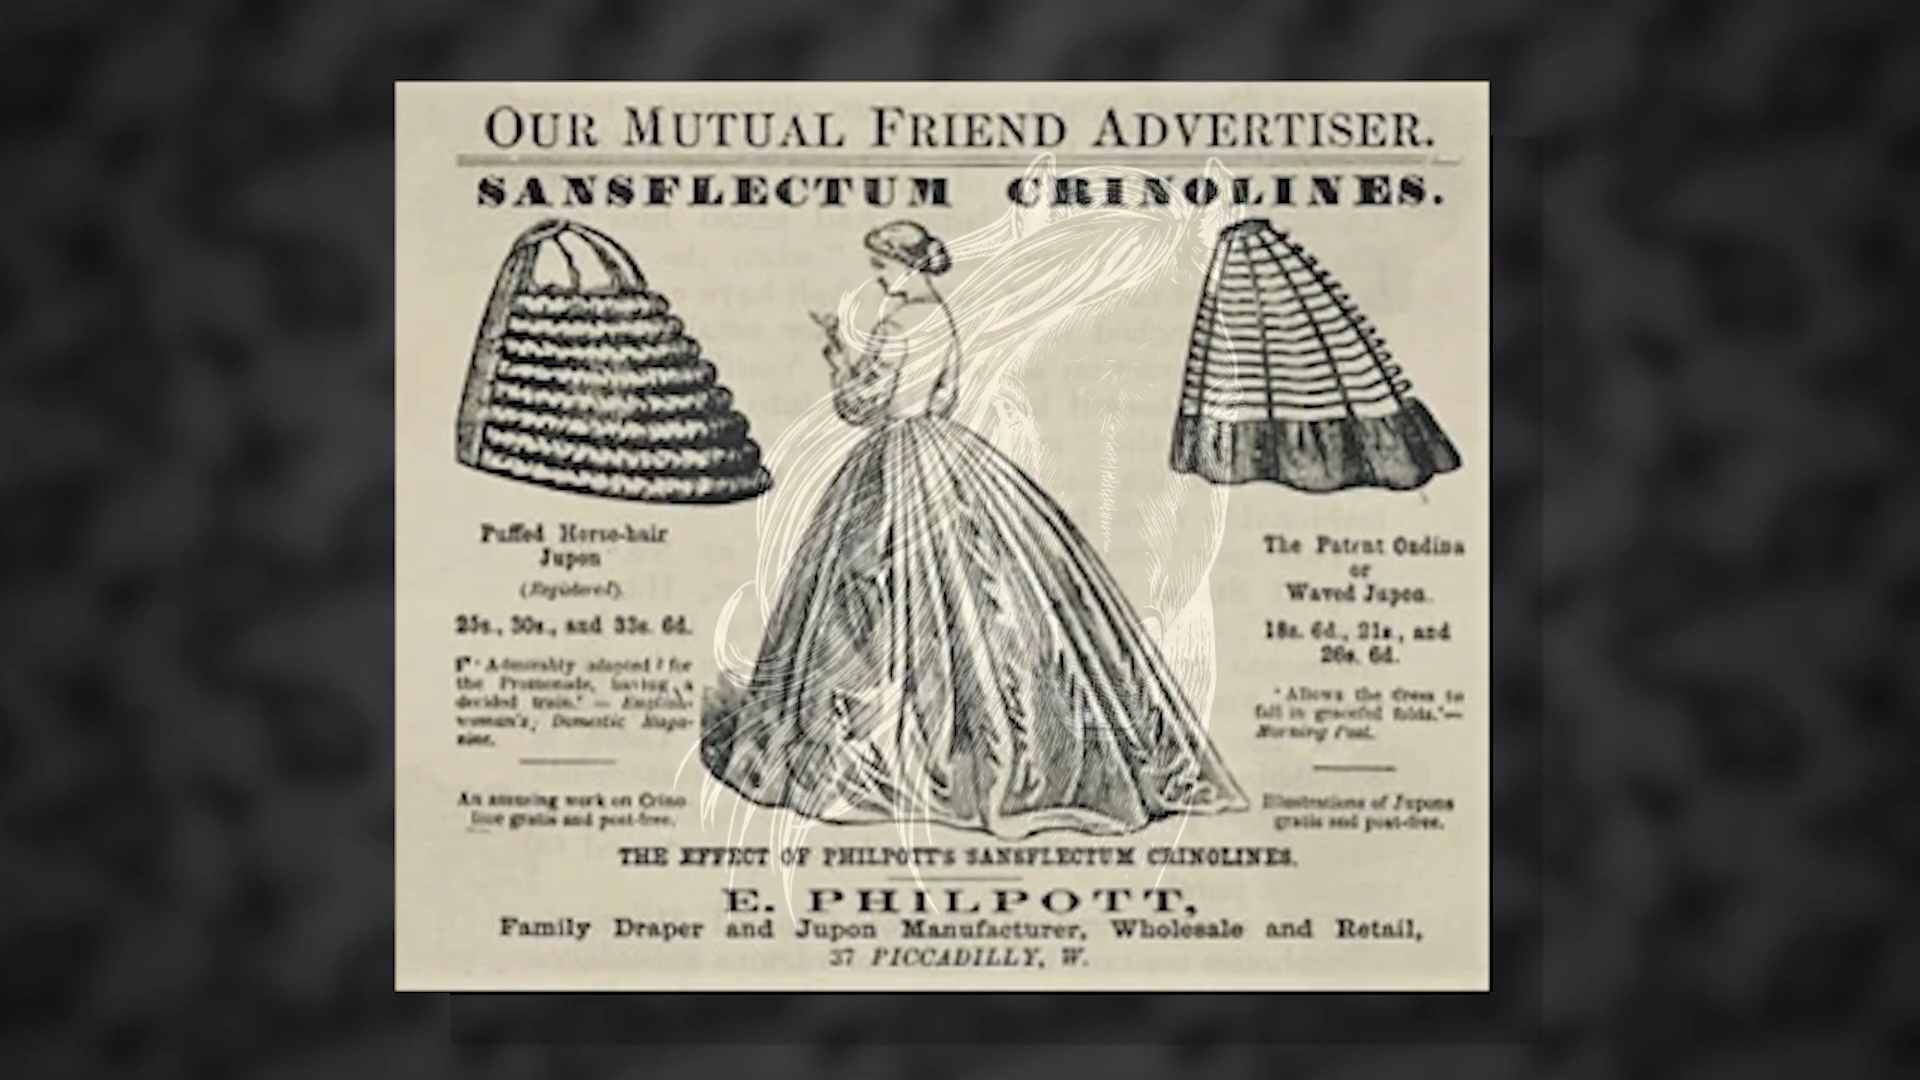 OUR MUTUAL FRIEND ADVERTISER.
SANSFLECTUM CRINOLINES.
Puffed Horse-hair
Jupon
(Registered).
25s., 30s., and 33s. 6d.
"Admirably adapted for
the Promenade, having a
decided train." — English-
woman's Domestic Maga-
zine.
An amusing work on Crino-
line gratis and post-free.
The Patent Ondina
or
Waved Jupon.
18s. 6d., 21s., and
26s. 6d.
"Allows the dress to
fall in graceful folds."—
Morning Post.
Illustrations of Jupons
gratis and post-free.
THE EFFECT OF PHILPOTT'S SANSFLECTUM CRINOLINES.
E. PHILPOTT,
Family Draper and Jupon Manufacturer, Wholesale and Retail,
37 PICCADILLY, W.